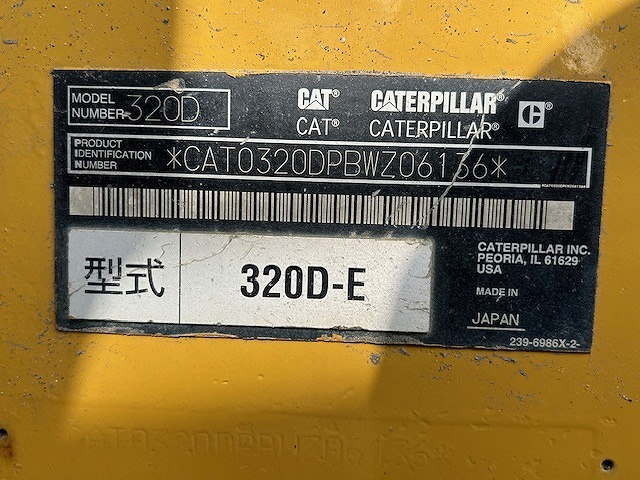 MODEL NUMBER 320D
CAT® CATERPILLAR® C®
CAT® CATERPILLAR®
PRODUCT IDENTIFICATION NUMBER *CAT0320DPBWZ06136*
型式 320D-E
CATERPILLAR INC.
PEORIA, IL 61629
USA
MADE IN
JAPAN
239-6986X-2-
CAT0320DPBWZ06136*